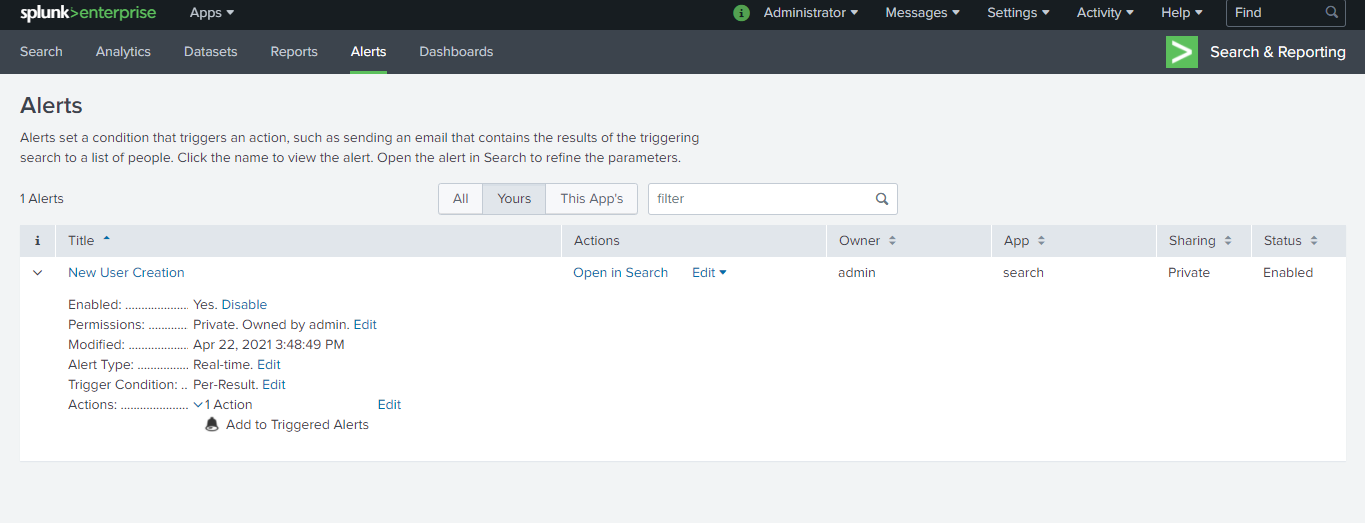 splunk>enterprise Apps Administrator Messages Settings Activity Help Find
Search Analytics Datasets Reports Alerts Dashboards Search & Reporting
Alerts
Alerts set a condition that triggers an action, such as sending an email that contains the results of the triggering
search to a list of people. Click the name to view the alert. Open the alert in Search to refine the parameters.
1 Alerts All Yours This App's filter
i Title Actions Owner App Sharing Status
New User Creation Open in Search Edit admin search Private Enabled
Enabled: .................... Yes. Disable
Permissions: ............ Private. Owned by admin. Edit
Modified: ................... Apr 22, 2021 3:48:49 PM
Alert Type: ................ Real-time. Edit
Trigger Condition: .. Per-Result. Edit
Actions: ..................... 1 Action Edit
Add to Triggered Alerts